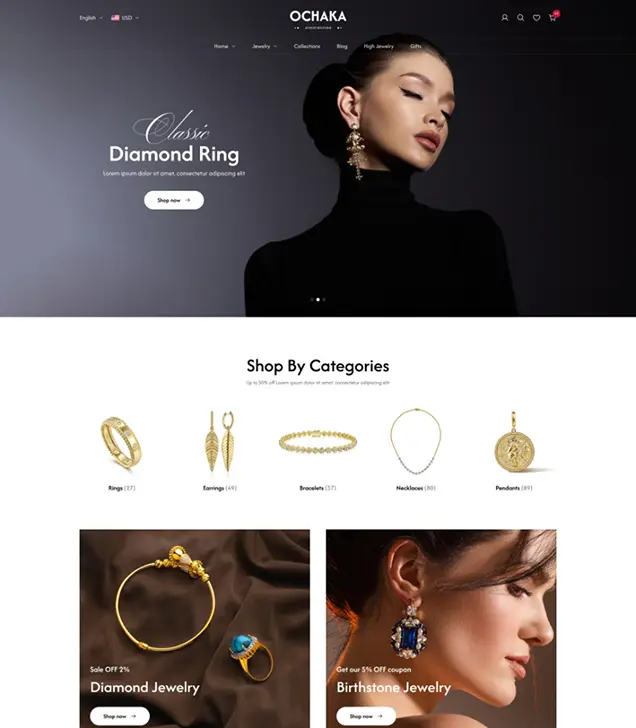 English USD
OCHAKA
Home Jewelry Collections Blog High Jewelry Gifts
Classic
Diamond Ring
Lorem ipsum dolor sit amet, consectetur adipiscing elit
Shop now
Shop By Categories
Up to 50% off Lorem ipsum dolor sit amet, consectetur adipiscing elit
Rings (27) Earrings (49) Bracelets (37) Necklaces (80) Pendants (89)
Sale OFF 2%
Diamond Jewelry
Shop now
Get our 5% OFF coupon
Birthstone Jewelry
Shop now